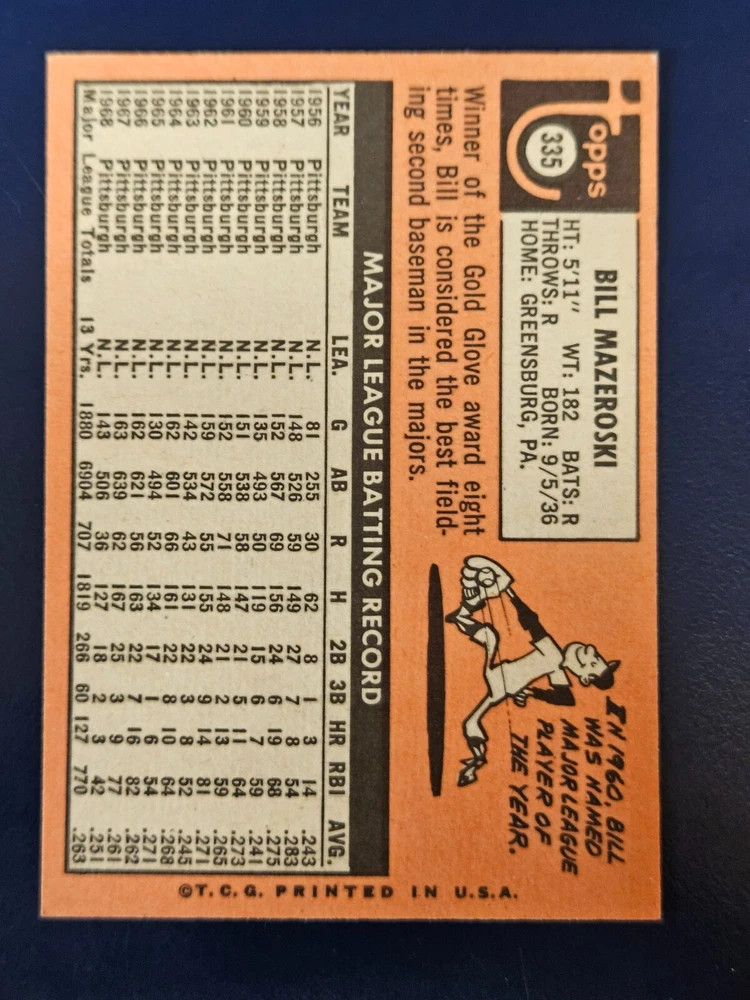 Topps
335
BILL MAZEROSKI
HT: 5'11" WT: 182 BATS: R
THROWS: R BORN: 9/5/36
HOME: GREENSBURG, PA.
Winner of the Gold Glove award eight
times, Bill is considered the best field-
ing second baseman in the majors.
IN 1960, BILL
WAS NAMED
MAJOR LEAGUE
PLAYER OF
THE YEAR.
MAJOR LEAGUE BATTING RECORD
YEAR TEAM LEA. G AB R H 2B 3B HR RBI AVG.
1956 Pittsburgh N.L. 81 255 30 62 8 1 3 14 .243
1957 Pittsburgh N.L. 148 526 59 149 27 7 8 54 .283
1958 Pittsburgh N.L. 152 567 69 156 24 6 19 68 .275
1959 Pittsburgh N.L. 135 493 50 119 15 6 7 59 .241
1960 Pittsburgh N.L. 151 538 58 147 21 5 11 64 .273
1961 Pittsburgh N.L. 152 558 71 148 21 2 13 59 .265
1962 Pittsburgh N.L. 159 572 55 155 24 9 14 81 .271
1963 Pittsburgh N.L. 142 534 43 131 22 3 8 52 .245
1964 Pittsburgh N.L. 162 601 66 161 22 8 10 64 .268
1965 Pittsburgh N.L. 130 494 52 134 17 1 6 54 .271
1966 Pittsburgh N.L. 162 621 56 163 22 7 16 82 .262
1967 Pittsburgh N.L. 163 639 62 167 25 3 9 77 .261
1968 Pittsburgh N.L. 143 506 36 127 18 2 3 42 .251
Major League Totals 13 Yrs. 1880 6904 707 1819 266 60 127 770 .263
©T.C.G. PRINTED IN U.S.A.